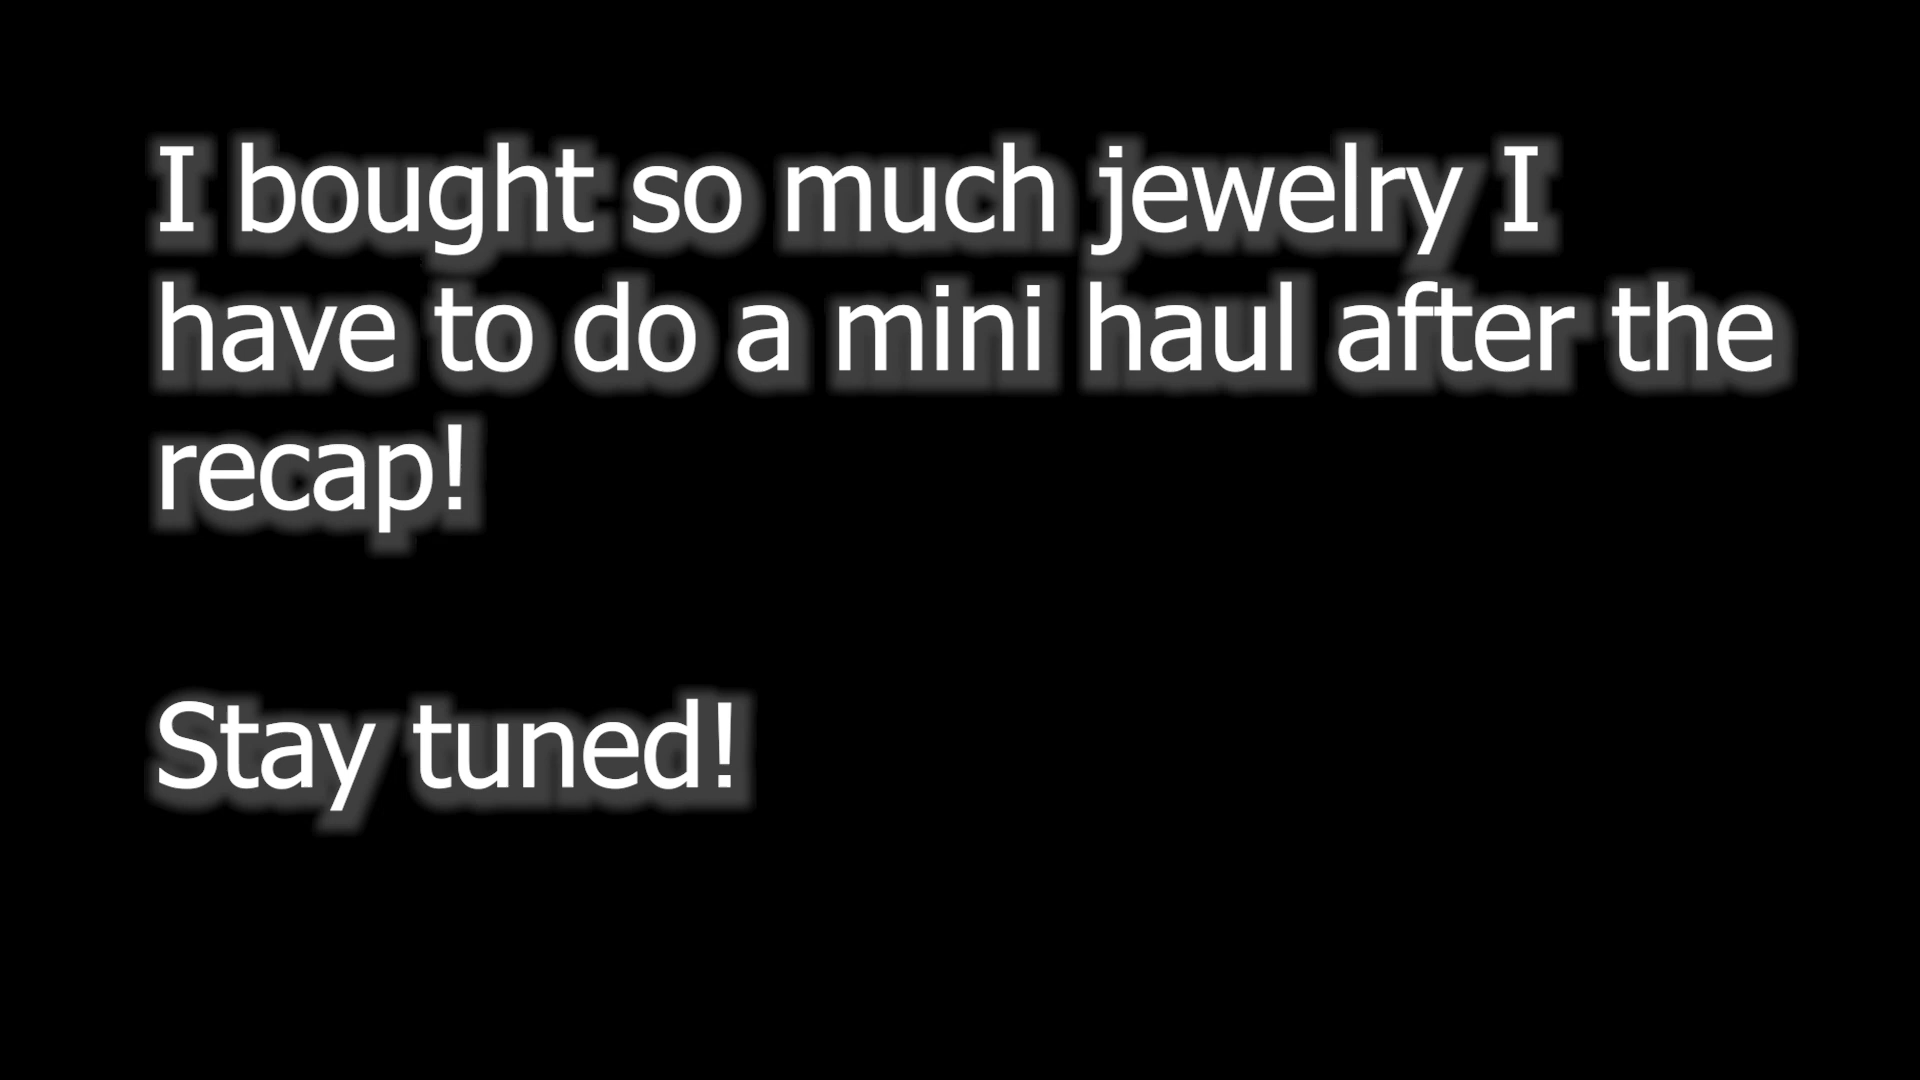 I bought so much jewelry I
have to do a mini haul after the
recap!
Stay tuned!